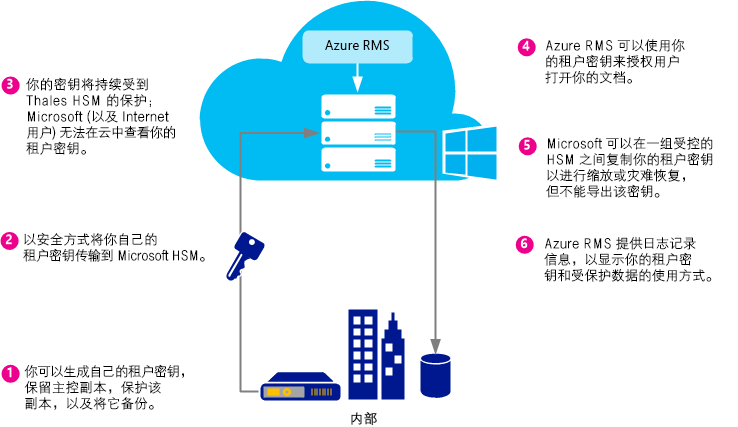 Azure RMS
3 你的密钥将持续受到
Thales HSM 的保护；
Microsoft (以及 Internet
用户) 无法在云中查看你的
租户密钥。
4 Azure RMS 可以使用你
的租户密钥来授权用户
打开你的文档。
5 Microsoft 可以在一组受控的
HSM 之间复制你的租户密钥
以进行缩放或灾难恢复，
但不能导出该密钥。
2 以安全方式将你自己的
租户密钥传输到 Microsoft HSM。
6 Azure RMS 提供日志记录
信息，以显示你的租户密
钥和受保护数据的使用方式。
1 你可以生成自己的租户密钥，
保留主控副本，保护该
副本，以及将它备份。
内部